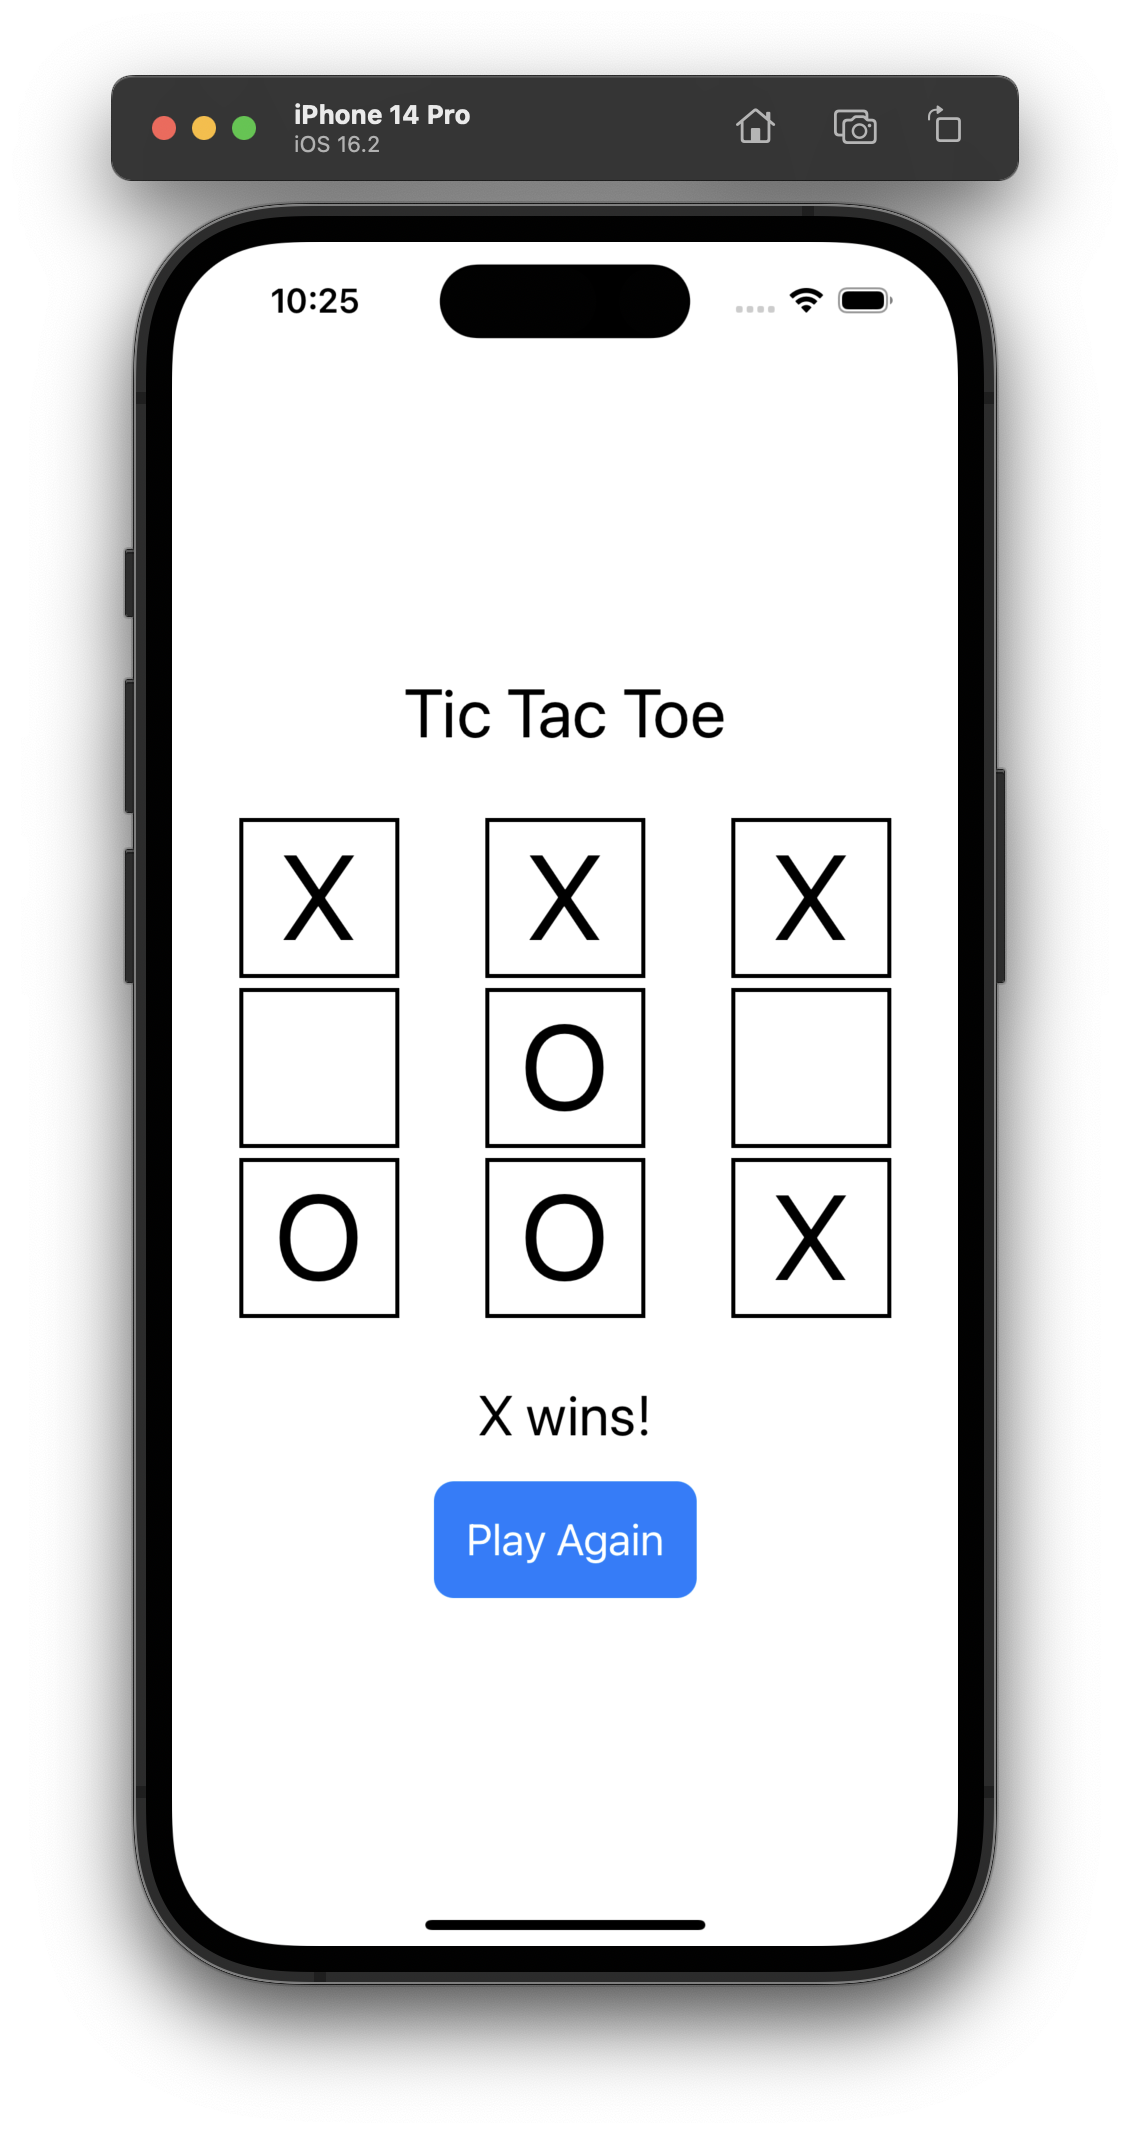 iPhone 14 Pro
iOS 16.2
10:25
Tic Tac Toe
X X X
O
O O X
X wins!
Play Again